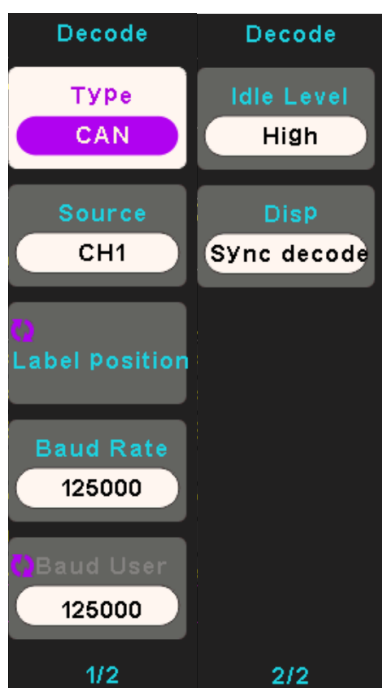 Decode
Type
CAN
Source
CH1
Label Position
Baud Rate
125000
Baud User
125000
1/2
Decode
Idle Level
High
Disp
Sync decode
2/2